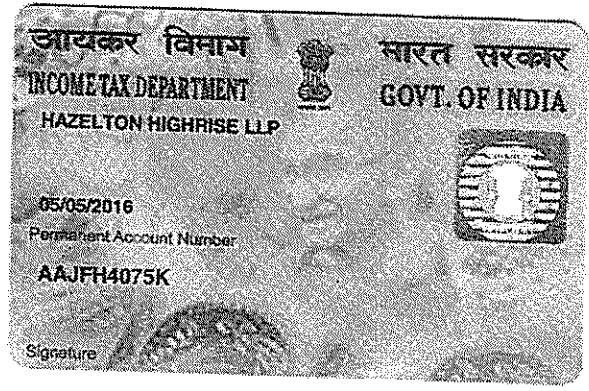 आयकर विभाग
भारत सरकार
INCOME TAX DEPARTMENT
GOVT. OF INDIA
HAZELTON HIGHRISE LLP
05/05/2016
Permanent Account Number
AAJFH4075K
Signature